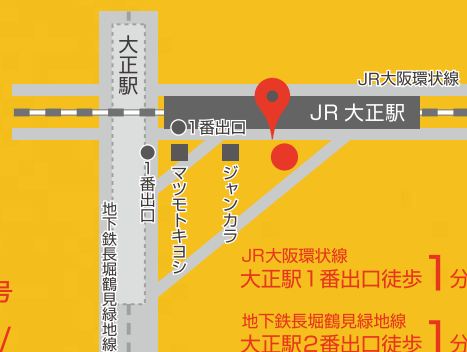 大正駅
JR大阪環状線
JR 大正駅
1番出口
1番出口
マツモトキヨシ
ジャンカラ
地下鉄長堀鶴見緑地線
号
JR大阪環状線
大正駅1番出口徒歩 1 分
地下鉄長堀鶴見緑地線
大正駅2番出口徒歩 1 分
/